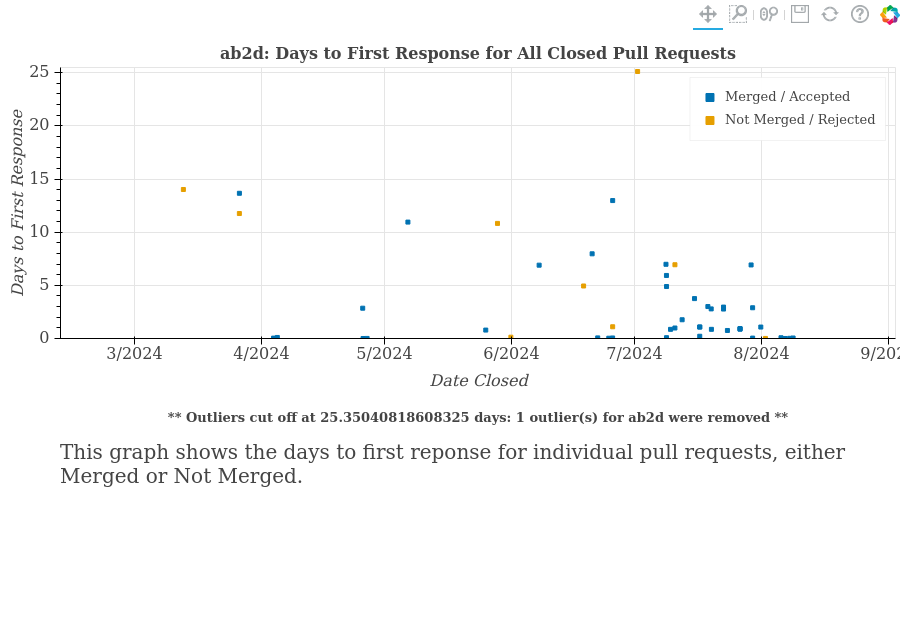 ab2d: Days to First Response for All Closed Pull Requests
25
20
15
10
5
0
Days to First Response
Merged / Accepted
Not Merged / Rejected
3/2024 4/2024 5/2024 6/2024 7/2024 8/2024 9/202
Date Closed
** Outliers cut off at 25.35040818608325 days: 1 outlier(s) for ab2d were removed **
This graph shows the days to first reponse for individual pull requests, either
Merged or Not Merged.